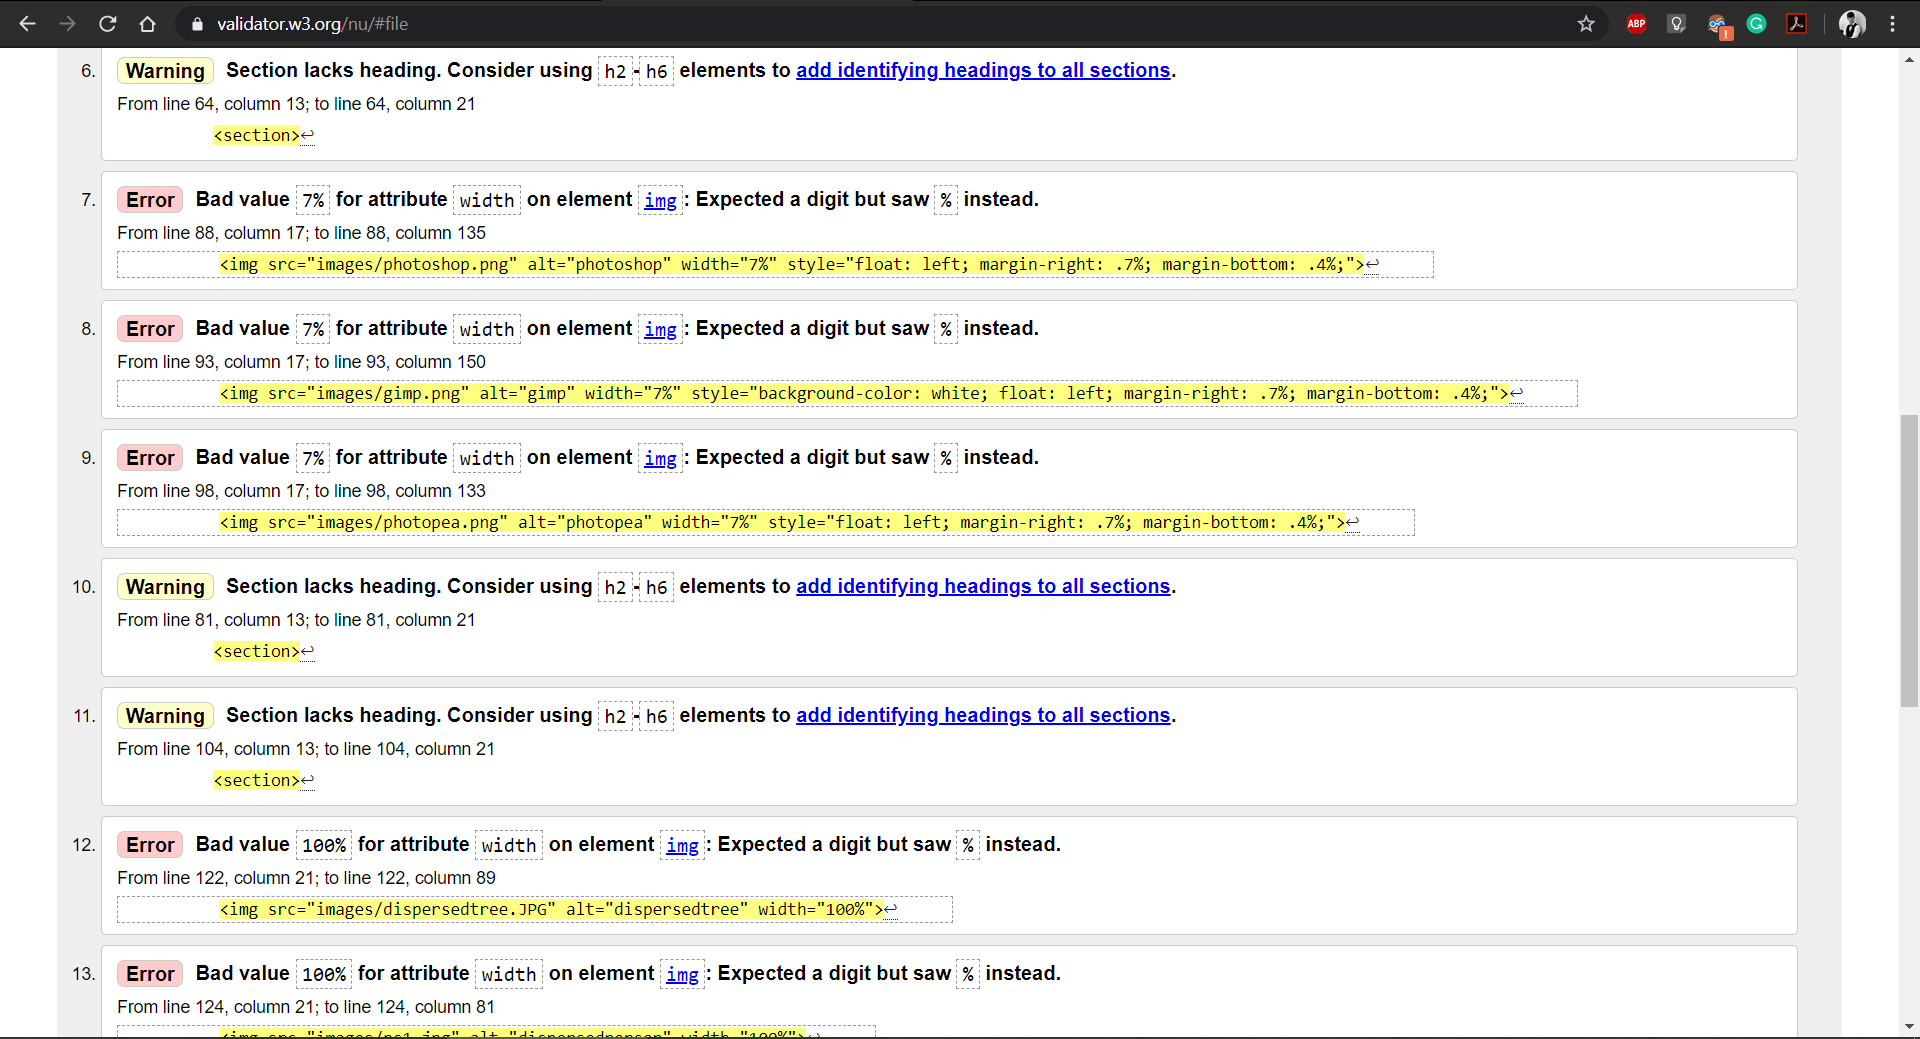 validator.w3.org/nu/#file
ABP
6. Warning Section lacks heading. Consider using h2-h6 elements to add identifying headings to all sections.
From line 64, column 13; to line 64, column 21
<section>↩
7. Error Bad value 7% for attribute width on element img: Expected a digit but saw % instead.
From line 88, column 17; to line 88, column 135
<img src="images/photoshop.png" alt="photoshop" width="7%" style="float: left; margin-right: .7%; margin-bottom: .4%;">↩
8. Error Bad value 7% for attribute width on element img: Expected a digit but saw % instead.
From line 93, column 17; to line 93, column 150
<img src="images/gimp.png" alt="gimp" width="7%" style="background-color: white; float: left; margin-right: .7%; margin-bottom: .4%;">↩
9. Error Bad value 7% for attribute width on element img: Expected a digit but saw % instead.
From line 98, column 17; to line 98, column 133
<img src="images/photopea.png" alt="photopea" width="7%" style="float: left; margin-right: .7%; margin-bottom: .4%;">↩
10. Warning Section lacks heading. Consider using h2-h6 elements to add identifying headings to all sections.
From line 81, column 13; to line 81, column 21
<section>↩
11. Warning Section lacks heading. Consider using h2-h6 elements to add identifying headings to all sections.
From line 104, column 13; to line 104, column 21
<section>↩
12. Error Bad value 100% for attribute width on element img: Expected a digit but saw % instead.
From line 122, column 21; to line 122, column 89
<img src="images/dispersedtree.JPG" alt="dispersedtree" width="100%">↩
13. Error Bad value 100% for attribute width on element img: Expected a digit but saw % instead.
From line 124, column 21; to line 124, column 81
<img src="images/ps1.jpg" alt="dispersedperson" width="100%">↩